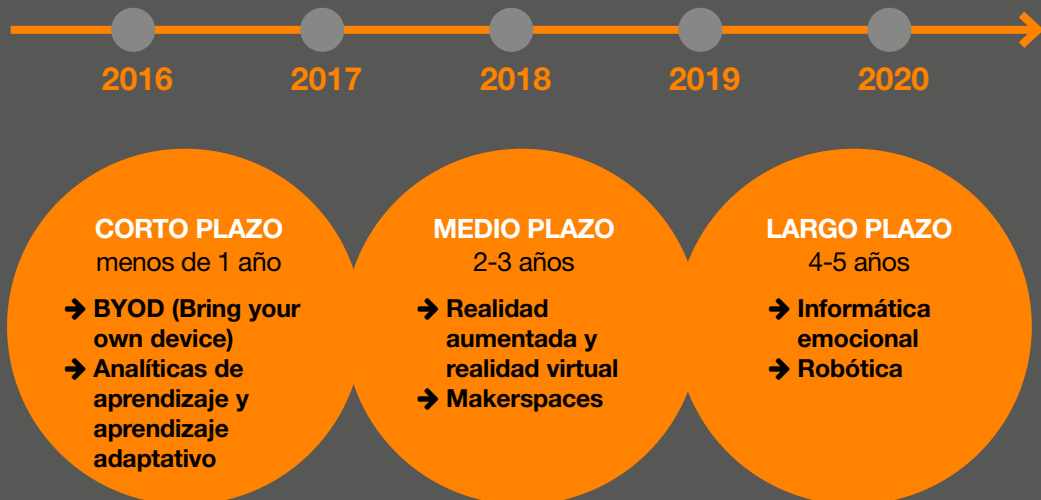 2016
2017
2018
2019
2020
CORTO PLAZO
menos de 1 año
➔ BYOD (Bring your
own device)
➔ Analíticas de
aprendizaje y
aprendizaje
adaptativo
MEDIO PLAZO
2-3 años
➔ Realidad
aumentada y
realidad virtual
➔ Makerspaces
LARGO PLAZO
4-5 años
➔ Informática
emocional
➔ Robótica